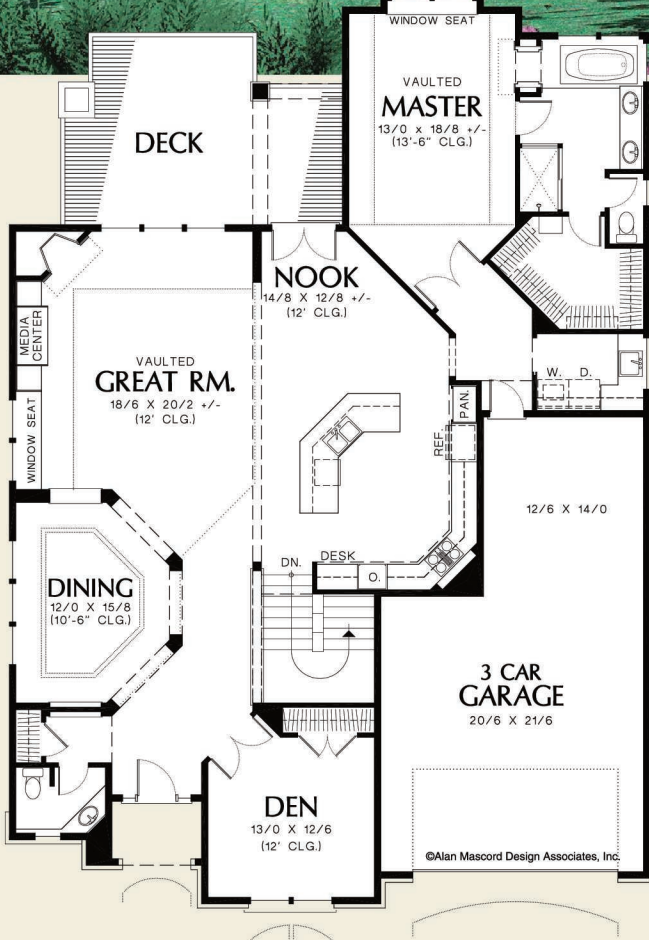 WINDOW SEAT
VAULTED
MASTER
13/0 x 18/8 +/-
(13'-6" CLG.)
DECK
NOOK
14/8 X 12/8 +/-
(12' CLG.)
MEDIA
CENTER
VAULTED
GREAT RM.
18/6 X 20/2 +/-
(12' CLG.)
WINDOW SEAT
W. D.
PAN.
REF.
12/6 X 14/0
DN.
DESK
O.
DINING
12/0 X 15/8
(10'-6" CLG.)
3 CAR
GARAGE
20/6 X 21/6
DEN
13/0 X 12/6
(12' CLG.)
©Alan Mascord Design Associates, Inc.